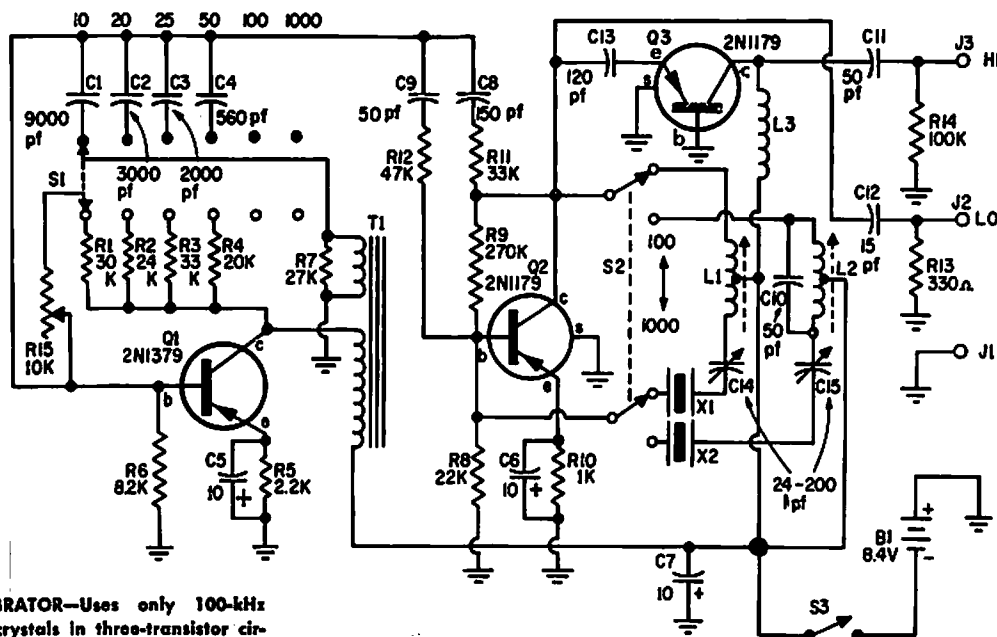 10 20 25 50 100 1000
C1
9000 pf
C2
3000 pf
C3
2000 pf
C4
560 pf
S1
R1 30 K
R2 24 K
R3 33 K
R4 20K
R15 10K
Q1 2N1379
c
b
e
R6 8.2K
C5 10 +
R5 2.2K
R7 27K
T1
C9 50 pf
R12 47K
C8 150 pf
R11 33K
R9 270K
2N1179
Q2
c
s
b
e
R8 22K
C6 10 +
R10 1K
C7 10 +
C13 120 pf
Q3
2N1179
e
c
s
b
S2
100
1000
L3
L1
L2
C10 50 pf
C14
C15
24-200 pf
X1
X2
C11 50 pf
J3
R14 100K
C12 15 pf
J2
LO
R13 330Ω
J1
B1 8.4V
+
-
S3
BRATOR—Uses only 100-kHz
crystals in three-transistor cir-